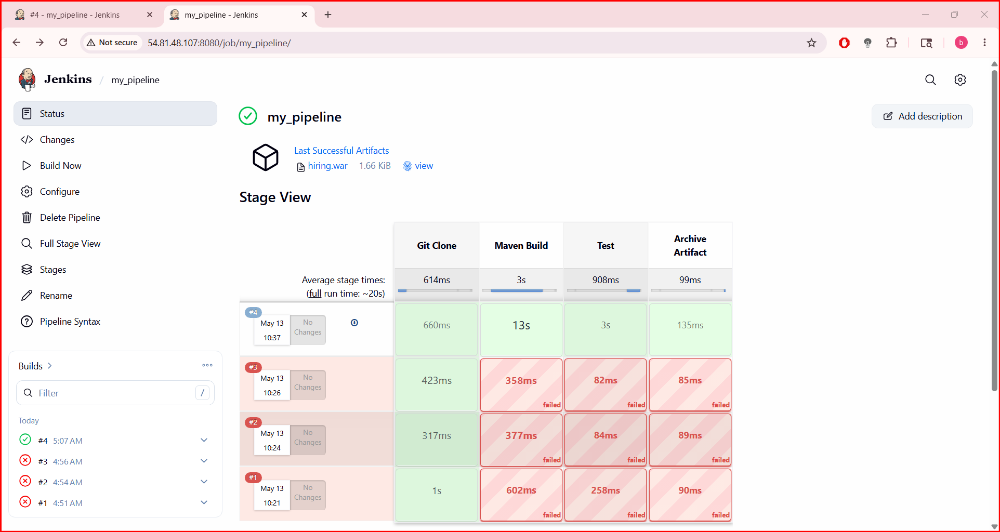 #4 - my_pipeline - Jenkins
my_pipeline - Jenkins
Not secure
54.81.48.107:8080/job/my_pipeline/
b
Jenkins / my_pipeline
Status
Changes
Build Now
Configure
Delete Pipeline
Full Stage View
Stages
Rename
Pipeline Syntax
Builds
Filter
/
Today
#4 5:07 AM
#3 4:56 AM
#2 4:54 AM
#1 4:51 AM
my_pipeline
Add description
Last Successful Artifacts
hiring.war 1.66 KiB view
Stage View
Git Clone
Maven Build
Test
Archive
Artifact
Average stage times:
(full run time: ~20s)
614ms
3s
908ms
99ms
#4
May 13
10:37
No
Changes
660ms
13s
3s
135ms
#3
May 13
10:26
No
Changes
423ms
358ms
failed
82ms
failed
85ms
failed
#2
May 13
10:24
No
Changes
317ms
377ms
failed
84ms
failed
89ms
failed
#1
May 13
10:21
No
Changes
1s
602ms
failed
258ms
failed
90ms
failed